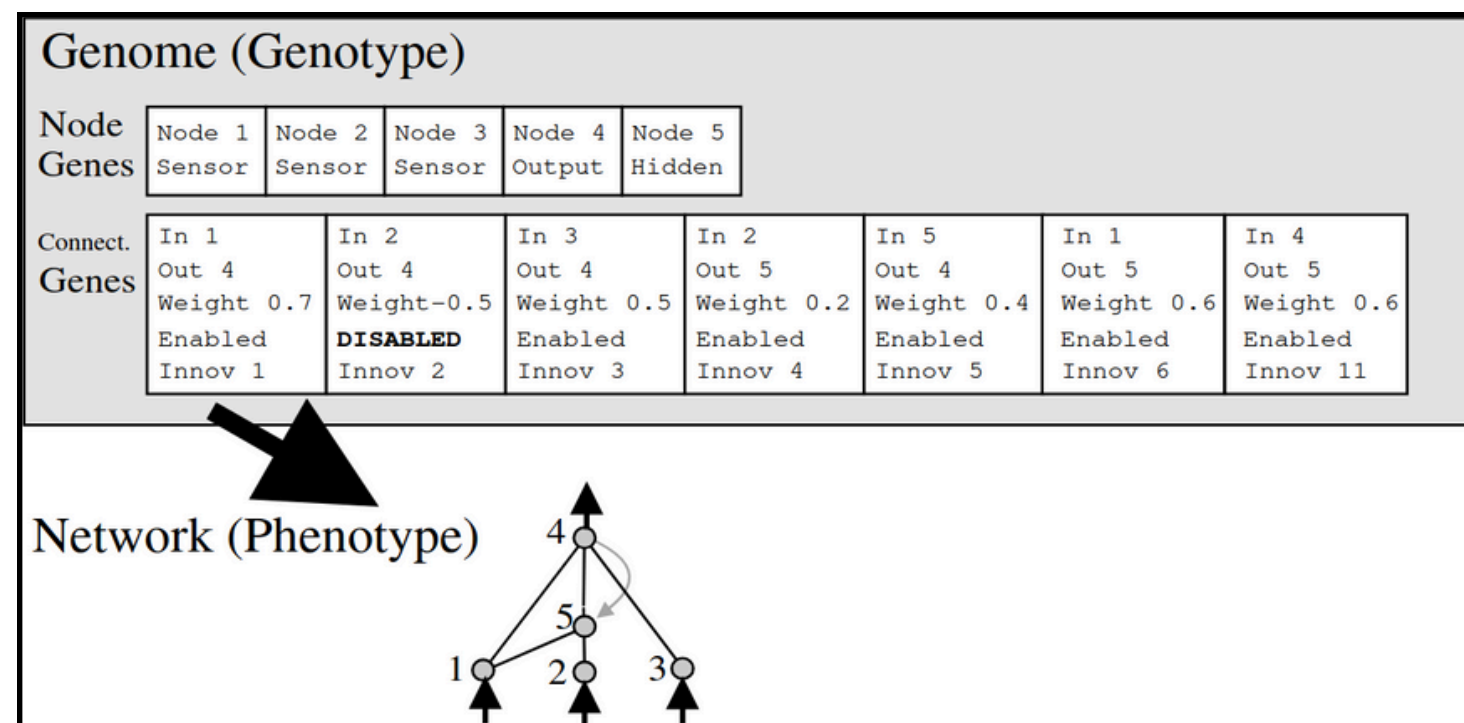 Genome (Genotype)
Node Genes
Node 1 Node 2 Node 3 Node 4 Node 5
Sensor Sensor Sensor Output Hidden
Connect. Genes
In 1 In 2 In 3 In 2 In 5 In 1 In 4
Out 4 Out 4 Out 4 Out 5 Out 4 Out 5 Out 5
Weight 0.7 Weight-0.5 Weight 0.5 Weight 0.2 Weight 0.4 Weight 0.6 Weight 0.6
Enabled DISABLED Enabled Enabled Enabled Enabled Enabled
Innov 1 Innov 2 Innov 3 Innov 4 Innov 5 Innov 6 Innov 11
Network (Phenotype)
4
5
1 2 3